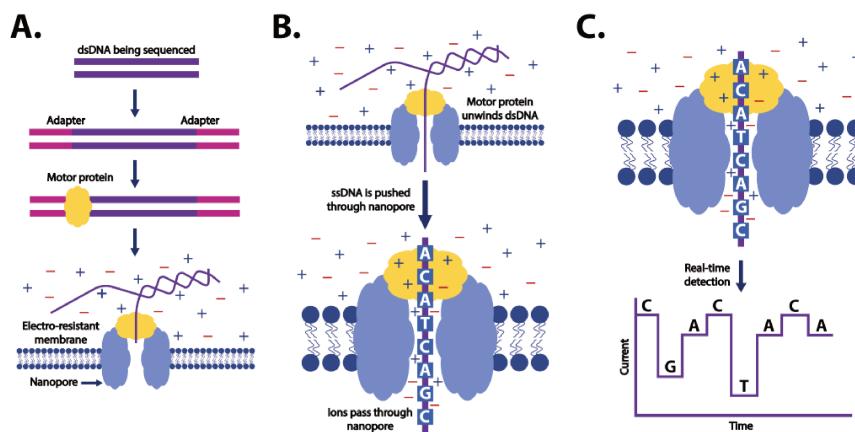 A.
dsDNA being sequenced
Adapter
Adapter
Motor protein
Electro-resistant
membrane
Nanopore
B.
Motor protein
unwinds dsDNA
ssDNA is pushed
through nanopore
A
C
A
T
C
A
G
C
Ions pass through
nanopore
C.
A
C
A
T
C
A
G
C
Real-time
detection
Current
C
G
A
C
T
A
C
A
Time